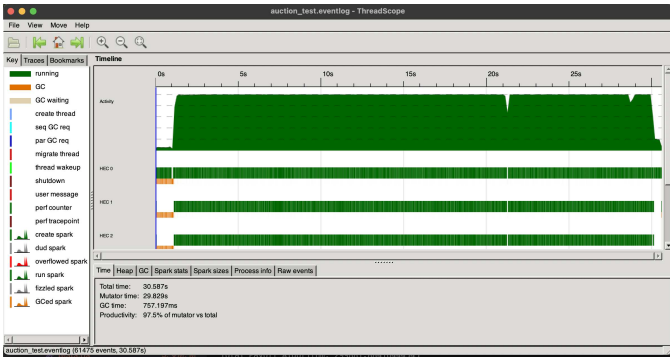 auction_test.eventlog - ThreadScope
File View Move Help
Key Traces Bookmarks
running
GC
GC waiting
create thread
seq GC req
par GC req
migrate thread
thread wakeup
shutdown
user message
perf counter
perf tracepoint
create spark
dud spark
overflowed spark
run spark
fizzled spark
GCed spark
Timeline
0s 5s 10s 15s 20s 25s
Activity
HEC 0
HEC 1
HEC 2
Time Heap GC Spark stats Spark sizes Process info Raw events
Total time: 30.587s
Mutator time: 29.829s
GC time: 757.197ms
Productivity: 97.5% of mutator vs total
auction_test.eventlog (61475 events, 30.587s)